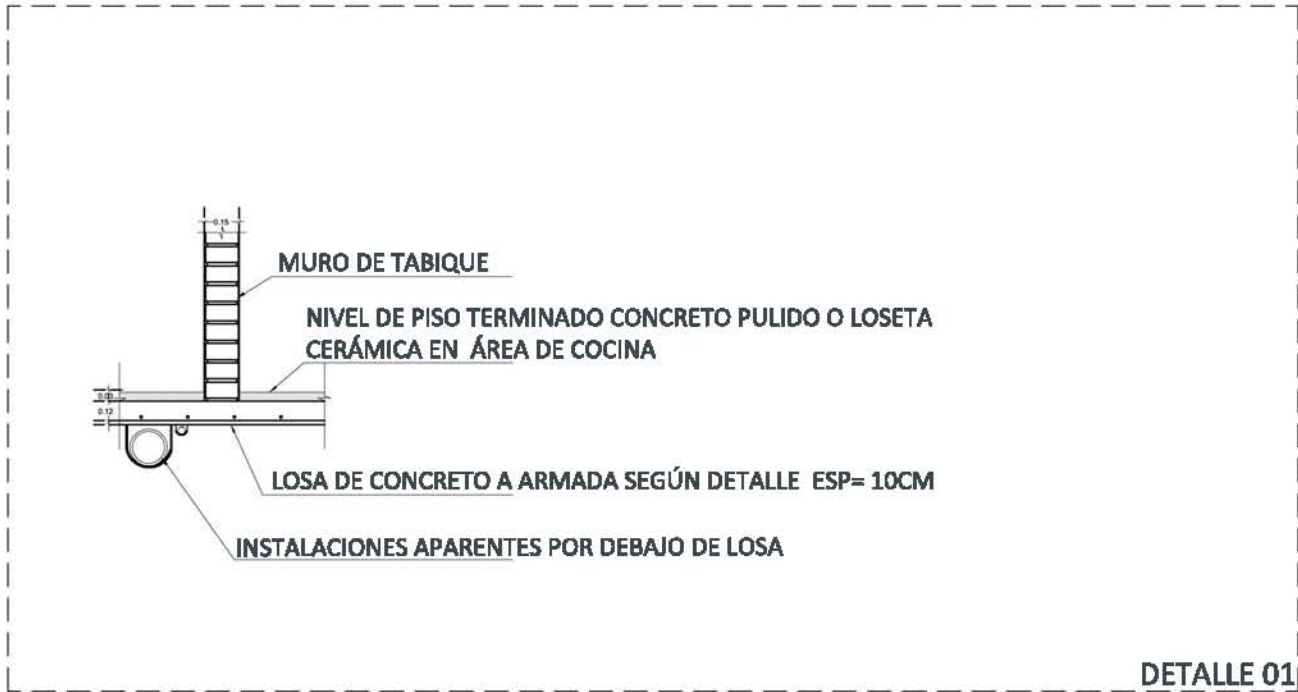 0.15
MURO DE TABIQUE
NIVEL DE PISO TERMINADO CONCRETO PULIDO O LOSETA
CERÁMICA EN ÁREA DE COCINA
0.12
LOSA DE CONCRETO A ARMADA SEGÚN DETALLE ESP= 10CM
INSTALACIONES APARENTES POR DEBAJO DE LOSA
DETALLE 01